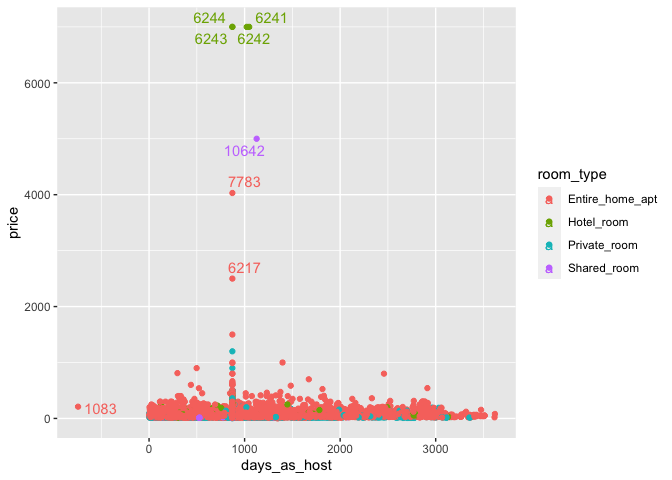 6244 6241
6243 6242
10642
7783
6217
1083
6000
4000
2000
0
price
0 1000 2000 3000
days_as_host
room_type
a Entire_home_apt
a Hotel_room
a Private_room
a Shared_room